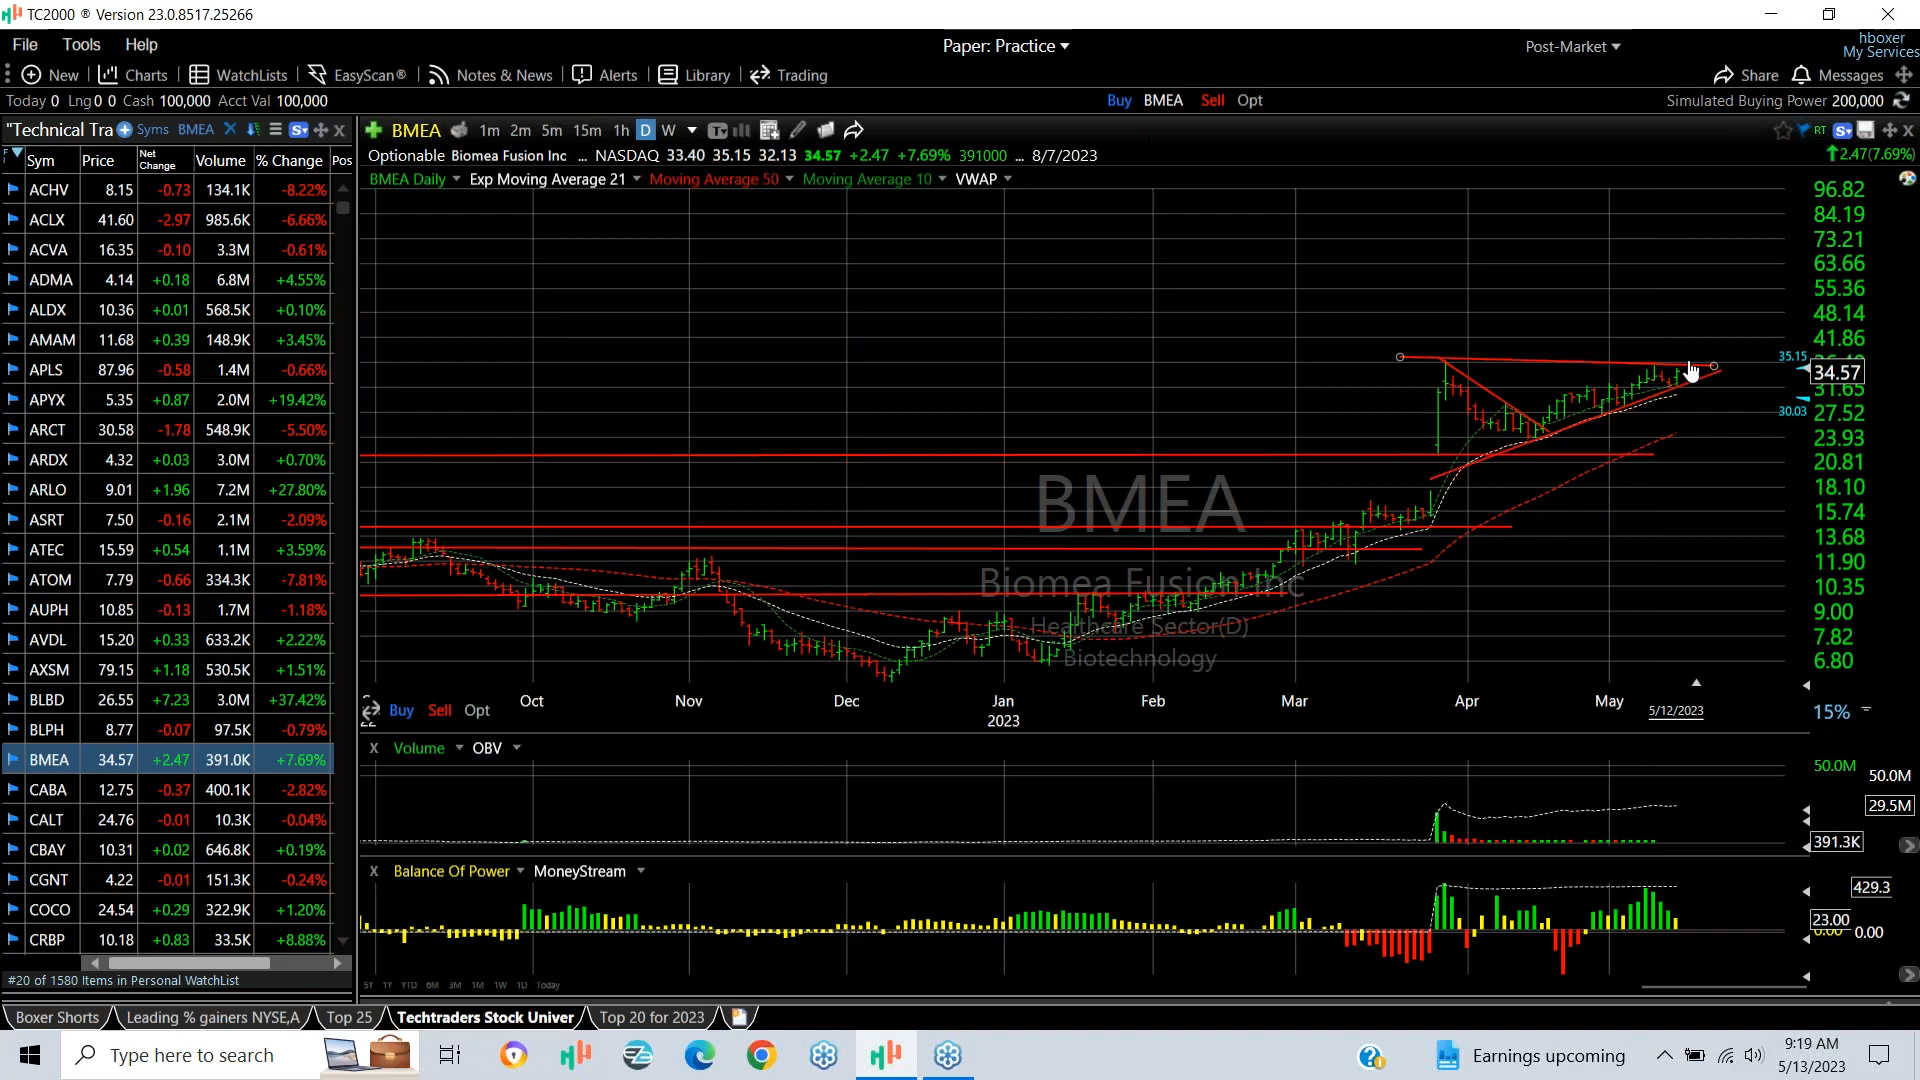 TC2000 ® Version 23.0.8517.25266
File Tools Help Paper: Practice Post-Market hboxer
My Services
New Charts WatchLists EasyScan® Notes & News Alerts Library Trading Share Messages
Today 0 Lng 0 0 Cash 100,000 Acct Val 100,000 Buy BMEA Sell Opt Simulated Buying Power 200,000
"Technical Tra Syms BMEA BMEA 1m 2m 5m 15m 1h D W RT
Sym Price Net Change Volume % Change Pos
Optionable Biomea Fusion Inc ... NASDAQ 33.40 35.15 32.13 34.57 +2.47 +7.69% 391000 ... 8/7/2023 2.47(7.69%)
BMEA Daily Exp Moving Average 21 Moving Average 50 Moving Average 10 VWAP
ACHV 8.15 -0.73 134.1K -8.22%
ACLX 41.60 -2.97 985.6K -6.66%
ACVA 16.35 -0.10 3.3M -0.61%
ADMA 4.14 +0.18 6.8M +4.55%
ALDX 10.36 +0.01 568.5K +0.10%
AMAM 11.68 +0.39 148.9K +3.45%
APLS 87.96 -0.58 1.4M -0.66%
APYX 5.35 +0.87 2.0M +19.42%
ARCT 30.58 -1.78 548.9K -5.50%
ARDX 4.32 +0.03 3.0M +0.70%
ARLO 9.01 +1.96 7.2M +27.80%
ASRT 7.50 -0.16 2.1M -2.09%
ATEC 15.59 +0.54 1.1M +3.59%
ATOM 7.79 -0.66 334.3K -7.81%
AUPH 10.85 -0.13 1.7M -1.18%
AVDL 15.20 +0.33 633.2K +2.22%
AXSM 79.15 +1.18 530.5K +1.51%
BLBD 26.55 +7.23 3.0M +37.42%
BLPH 8.77 -0.07 97.5K -0.79%
BMEA 34.57 +2.47 391.0K +7.69%
CABA 12.75 -0.37 400.1K -2.82%
CALT 24.76 -0.01 10.3K -0.04%
CBAY 10.31 +0.02 646.8K +0.19%
CGNT 4.22 -0.01 151.3K -0.24%
COCO 24.54 +0.29 322.9K +1.20%
CRBP 10.18 +0.83 33.5K +8.88%
#20 of 1580 Items in Personal WatchList
96.82
84.19
73.21
63.66
55.36
48.14
41.86
35.15
34.57
31.65
30.03
27.52
23.93
20.81
18.10
15.74
13.68
11.90
10.35
9.00
7.82
6.80
BMEA
Biomea Fusion Inc
Healthcare Sector(D)
Biotechnology
Oct Nov Dec Jan Feb Mar Apr May
2023
5/12/2023
15%
Buy Sell Opt
X Volume OBV
50.0M
50.0M
29.5M
391.3K
X Balance Of Power MoneyStream
429.3
23.00
0.00
5Y 1Y YTD 6M 3M 1M 1W 1D Today
Boxer Shorts Leading % gainers NYSE,A Top 25 Techtraders Stock Univer Top 20 for 2023
Type here to search Earnings upcoming 9:19 AM
5/13/2023